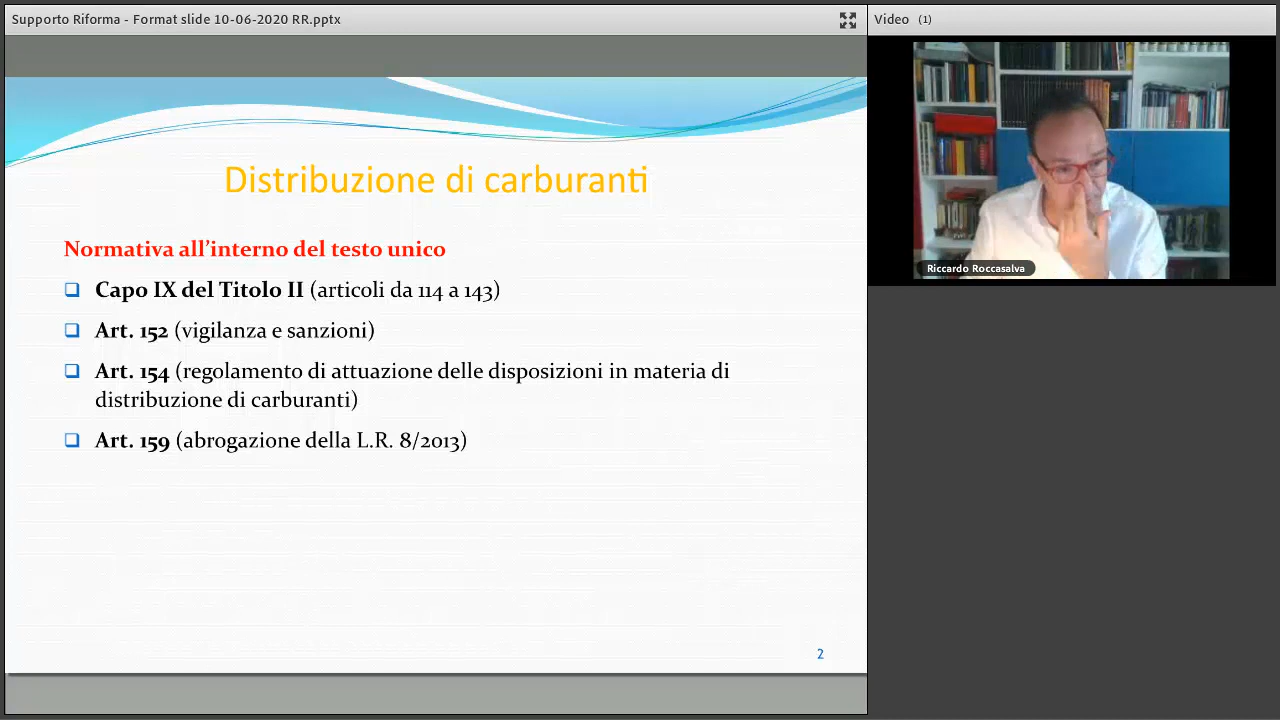 Supporto Riforma - Format slide 10-06-2020 RR.pptx
Video (1)
Distribuzione di carburanti
Normativa all’interno del testo unico
Capo IX del Titolo II (articoli da 114 a 143)
Art. 152 (vigilanza e sanzioni)
Art. 154 (regolamento di attuazione delle disposizioni in materia di
distribuzione di carburanti)
Art. 159 (abrogazione della L.R. 8/2013)
2
Riccardo Roccasalva